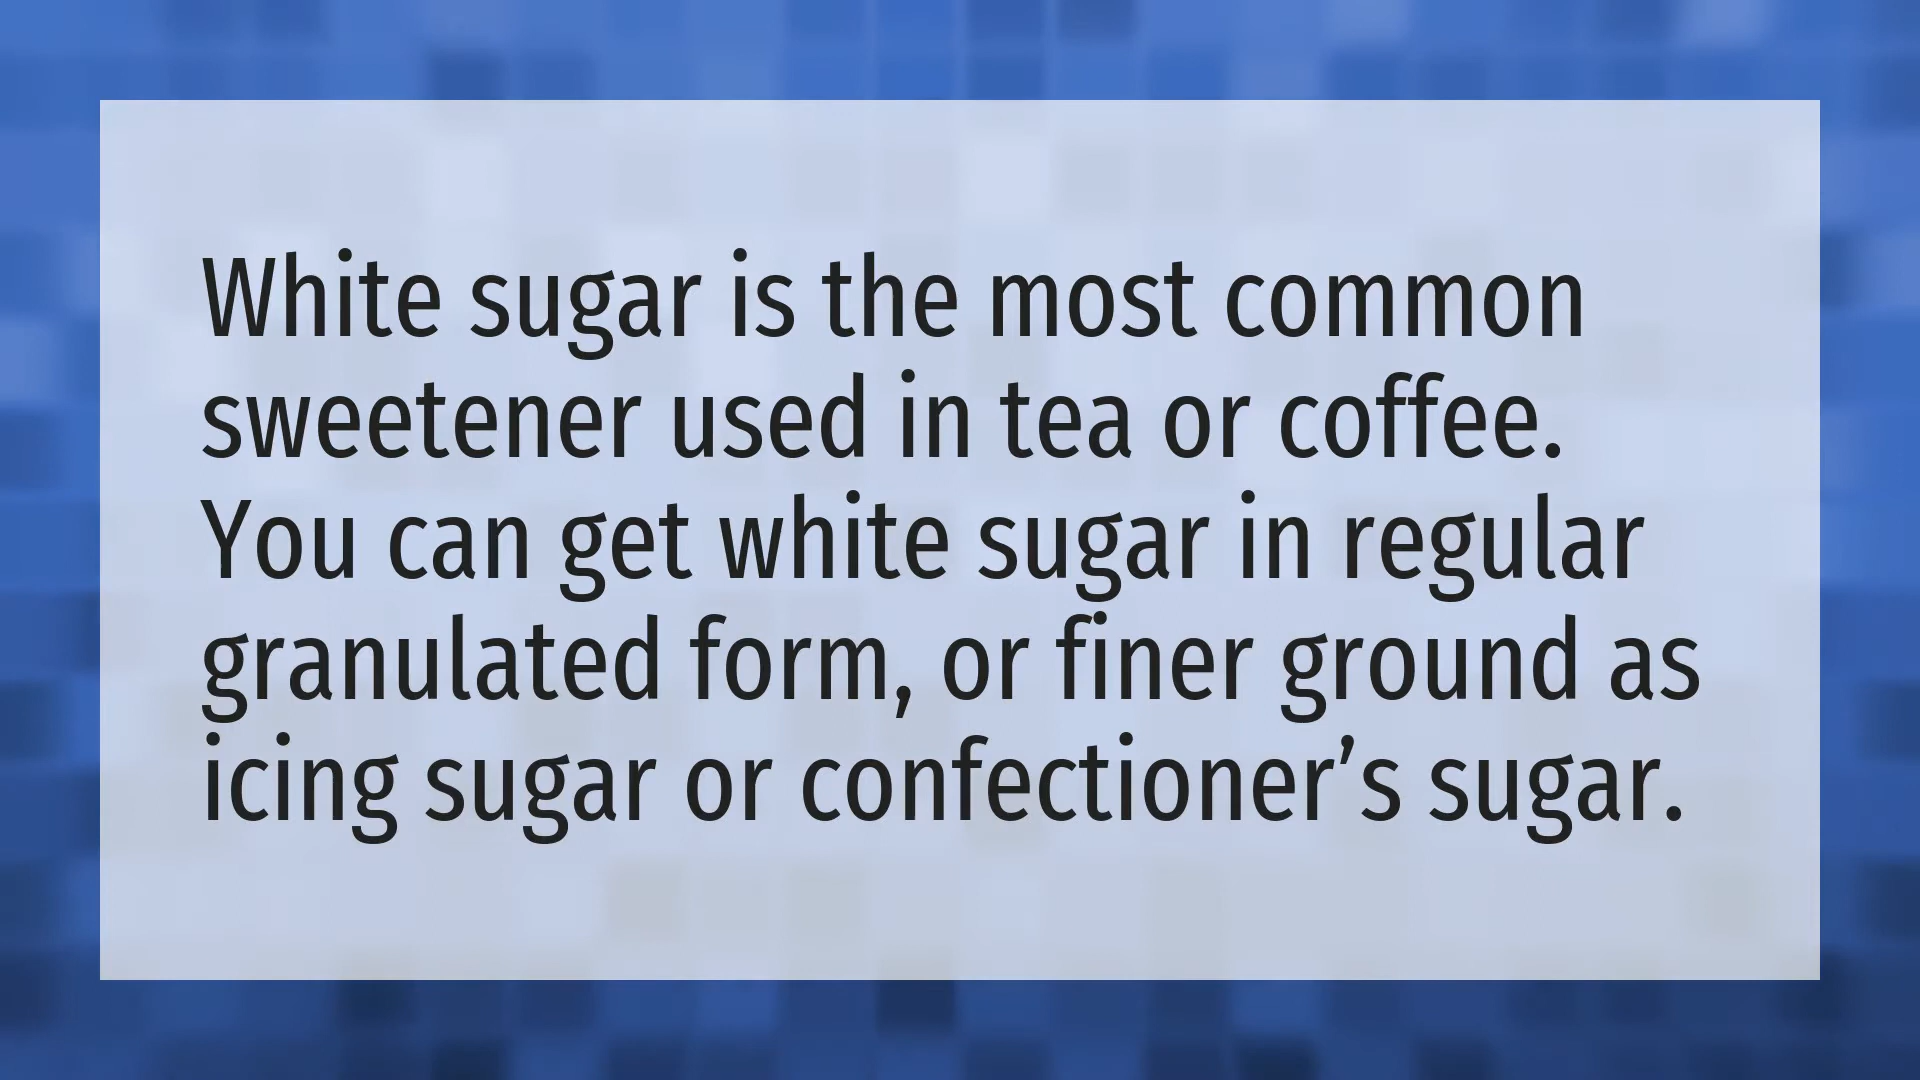 White sugar is the most common
sweetener used in tea or coffee.
You can get white sugar in regular
granulated form, or finer ground as
icing sugar or confectioner’s sugar.